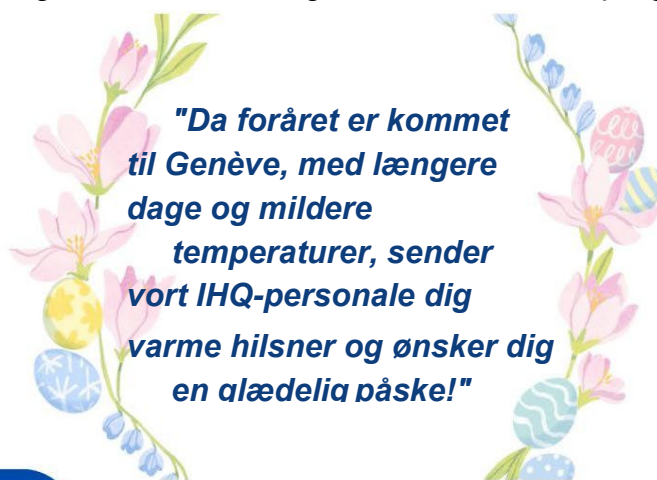 "Da foråret er kommet
til Genève, med længere
dage og mildere
temperaturer, sender
vort IHQ-personale dig
varme hilsner og ønsker dig
en glædelig påske!"